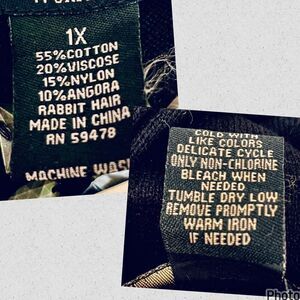 1X
55%COTTON
20%VISCOSE
15%NYLON
10%ANGORA
RABBIT HAIR
MADE IN CHINA
RN 59478
MACHINE WAS
COLD WITH
LIKE COLORS
DELICATE CYCLE
ONLY NON-CHLORINE
BLEACH WHEN
NEEDED
TUMBLE DRY LOW
REMOVE PROMPTLY
WARM IRON
IF NEEDED
Photo